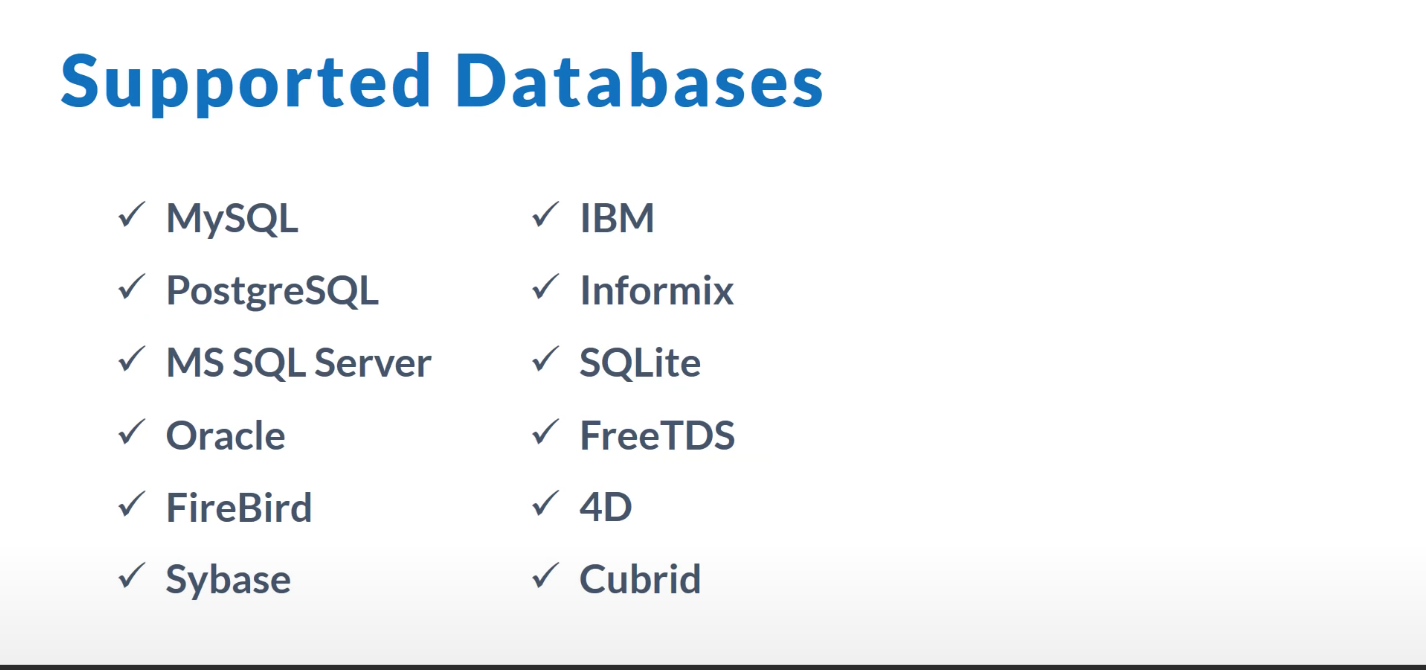 Supported Databases
✓ MySQL
✓ PostgreSQL
✓ MS SQL Server
✓ Oracle
✓ FireBird
✓ Sybase
✓ IBM
✓ Informix
✓ SQLite
✓ FreeTDS
✓ 4D
✓ Cubrid